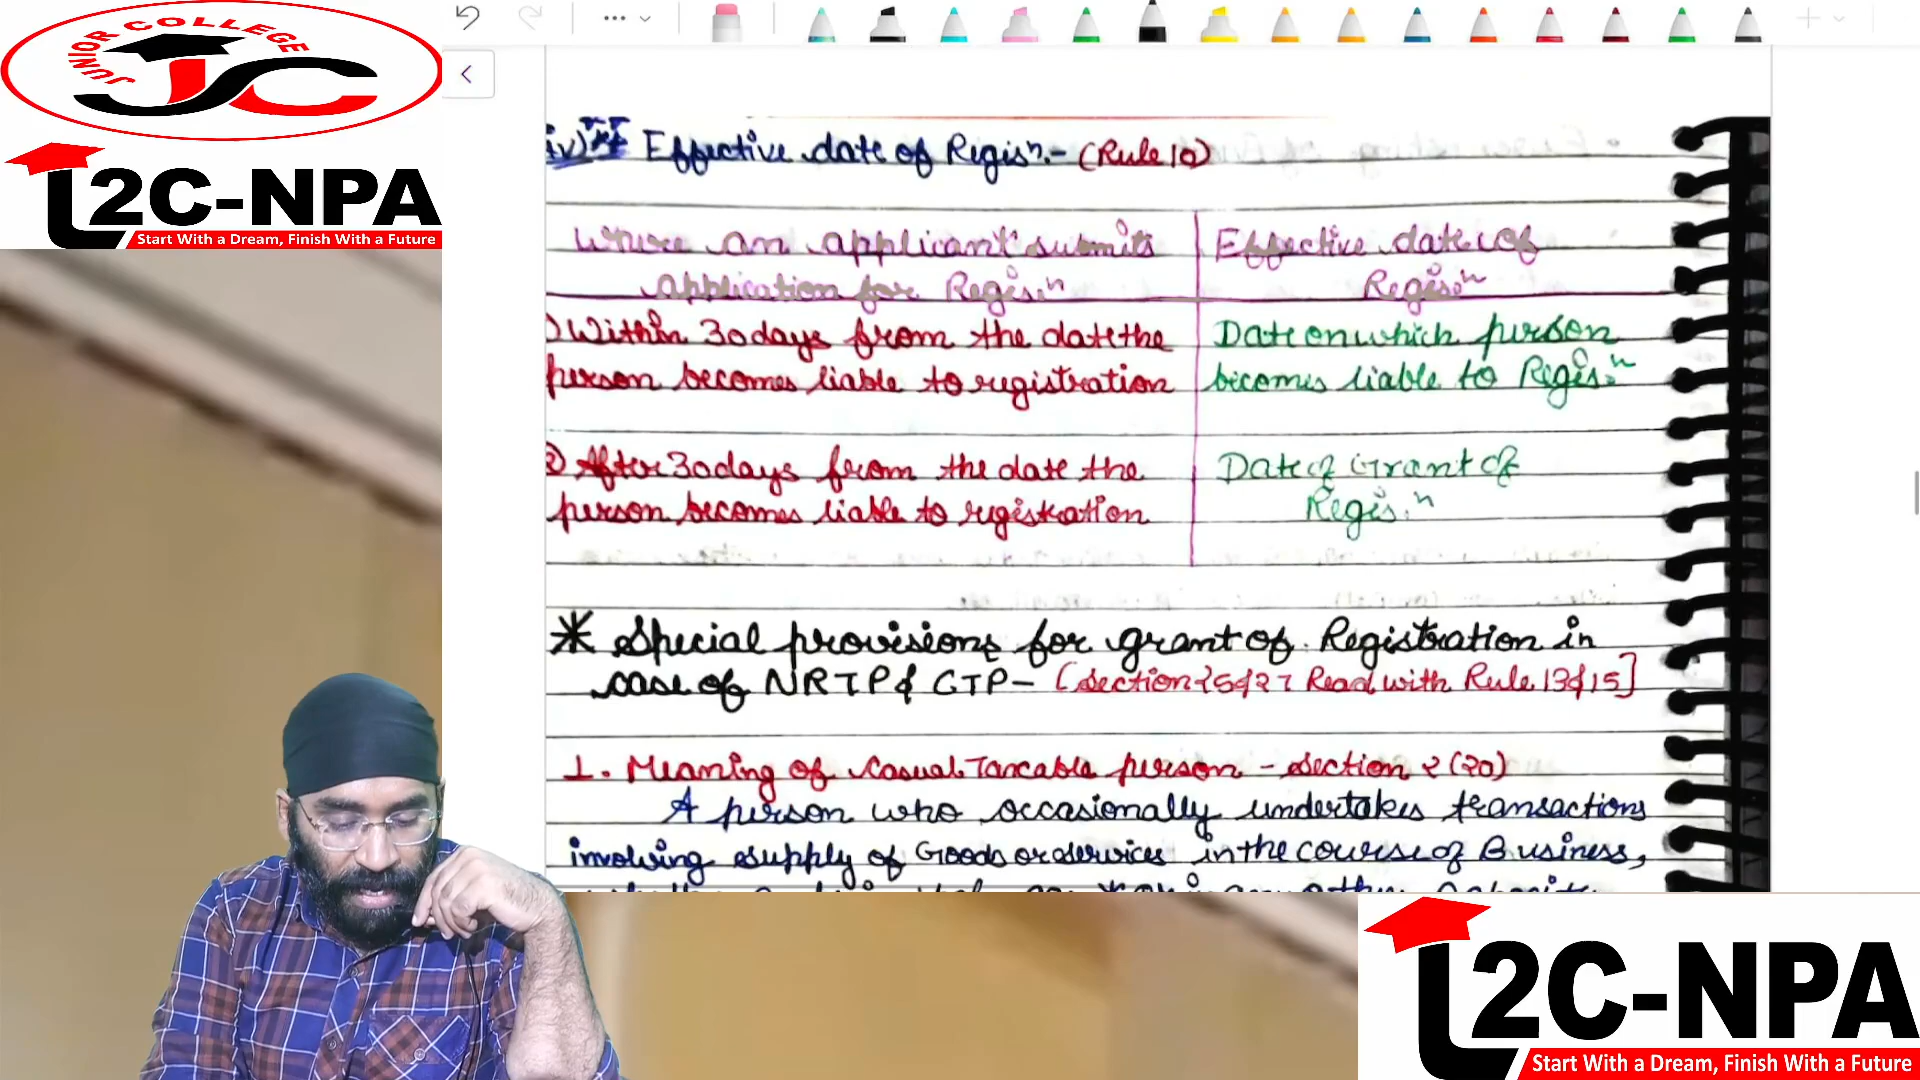 JUNIOR COLLEGE
JC
L2C-NPA
Start With a Dream, Finish With a Future
iv) Effective date of Regisⁿ.- (Rule 10)
where an applicant submits
application for Regis.ⁿ
Effective date of
Regis.ⁿ
1) Within 30 days from the date the
person becomes liable to registration
Date on which person
becomes liable to Regis.ⁿ
2) After 30 days from the date the
person becomes liable to registration
Date of Grant of
Regis.ⁿ
* Special provisions for grant of Registration in
case of NRTP & CTP - [Section 25 & 27 Read with Rule 13 & 15]
1. Meaning of Casual Taxable person - section 2 (20)
A person who occasionally undertakes transactions
involving supply of Goods or services in the course of Business,
L2C-NPA
Start With a Dream, Finish With a Future